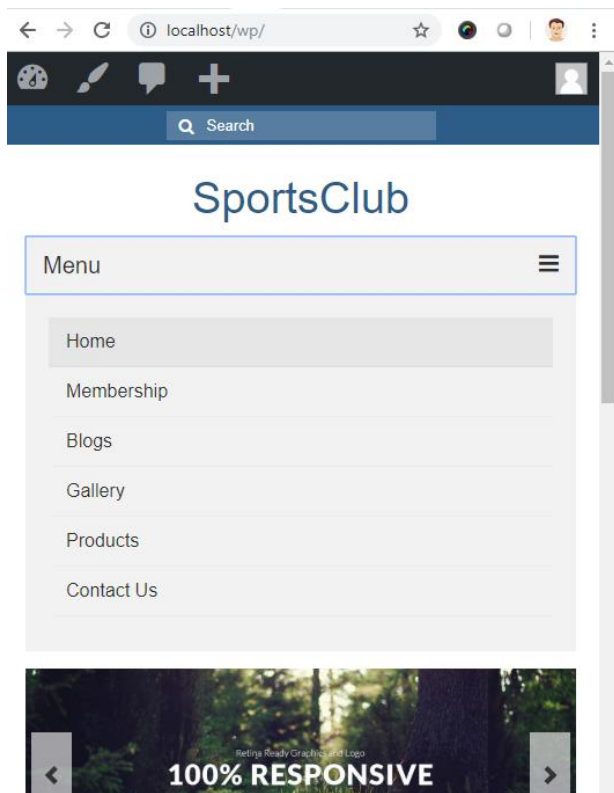 localhost/wp/
Search
SportsClub
Menu
Home
Membership
Blogs
Gallery
Products
Contact Us
Retina Ready Graphics and Logo
100% RESPONSIVE